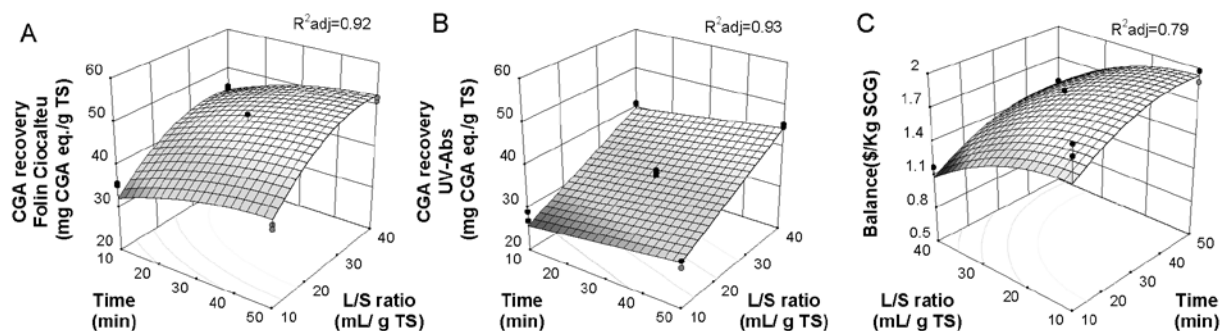 A
R²adj=0.92
CGA recovery
Folin Ciocalteu
(mg CGA eq./g TS)
60
50
40
30
20
10
20
30
40
50
Time
(min)
10
20
30
40
L/S ratio
(mL/ g TS)
B
R²adj=0.93
CGA recovery
UV-Abs
(mg CGA eq./g TS)
60
50
40
30
20
10
20
30
40
50
Time
(min)
10
20
30
40
L/S ratio
(mL/ g TS)
C
R²adj=0.79
Balance($/Kg SCG)
2
1.7
1.4
1.1
0.8
0.5
40
30
20
10
L/S ratio
(mL/ g TS)
10
20
30
40
50
Time
(min)